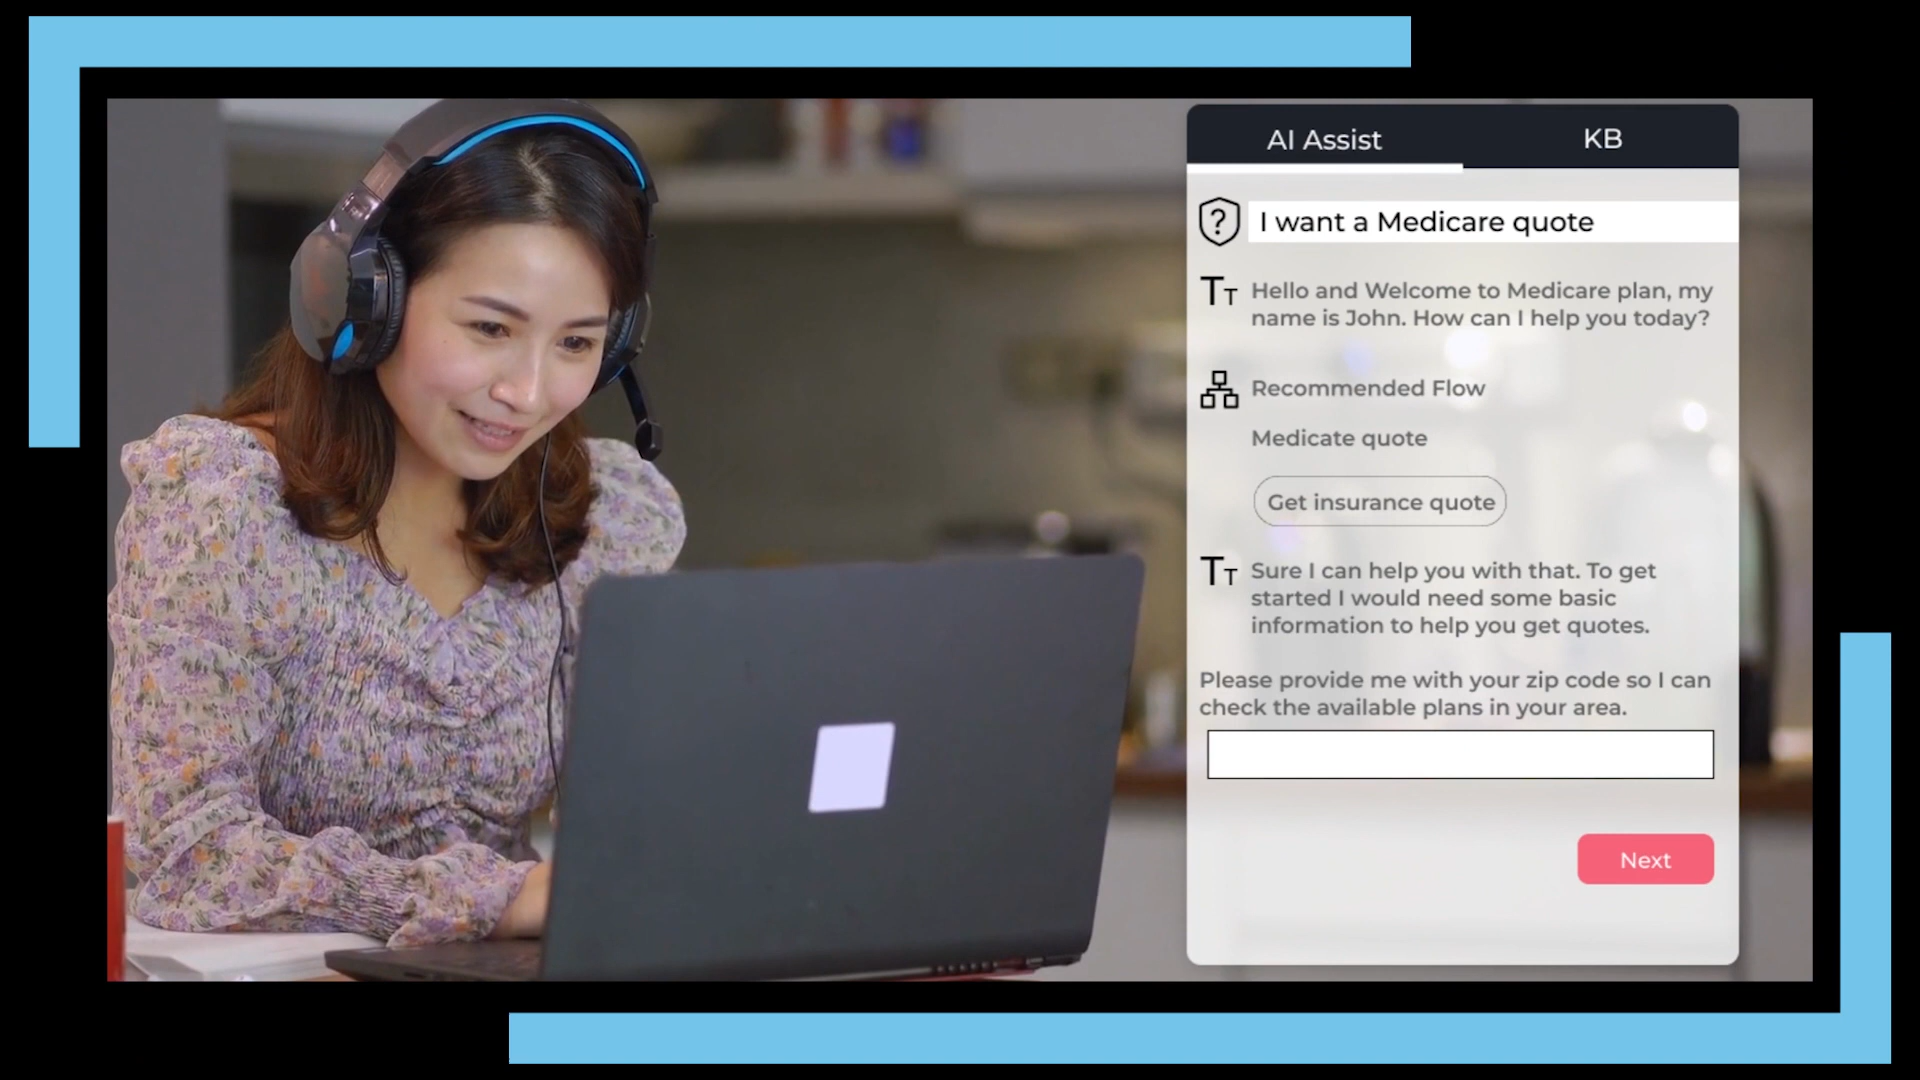 AI Assist
KB
I want a Medicare quote
Hello and Welcome to Medicare plan, my
name is John. How can I help you today?
Recommended Flow
Medicate quote
Get insurance quote
Sure I can help you with that. To get
started I would need some basic
information to help you get quotes.
Please provide me with your zip code so I can
check the available plans in your area.
Next